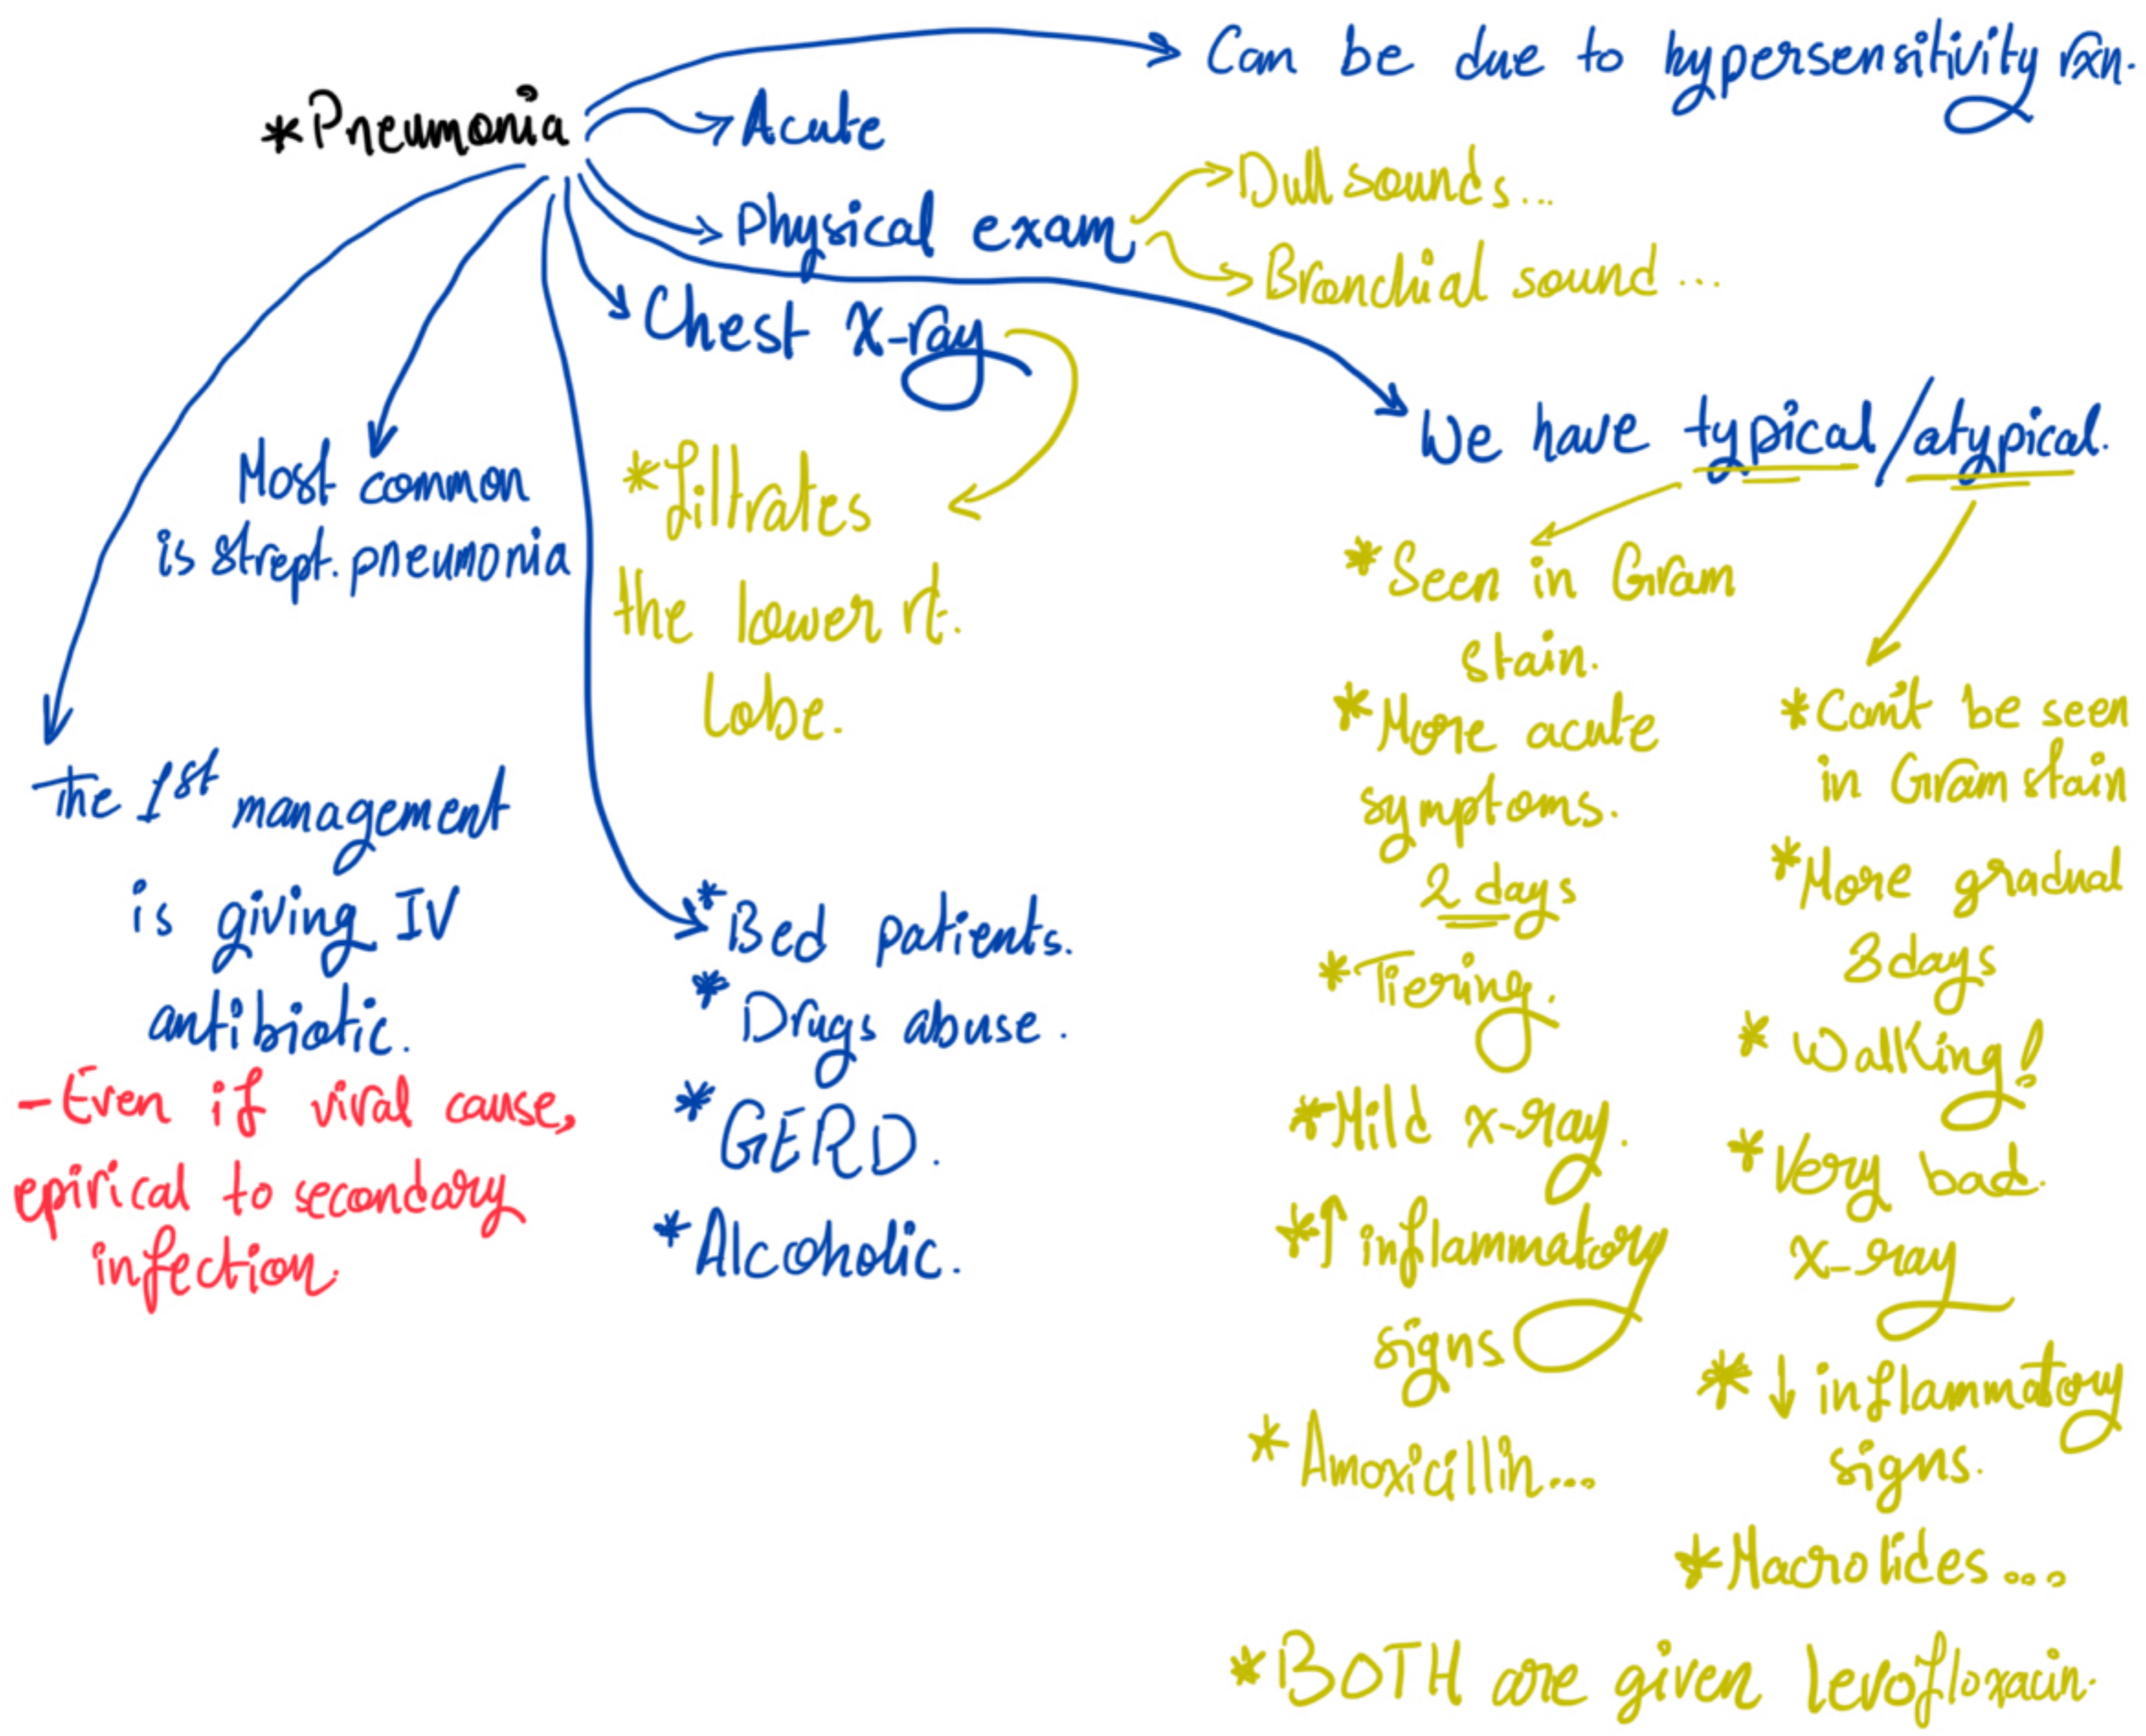 *Pneumonia
Can be due to hypersensitivity rxn.
Acute
Physical exam
Dull sounds...
Bronchial sound...
Chest X-ray
*filtrates
the lower rt.
lobe.
Most common
is strept. pneumonia
The 1st management
is giving IV
antibiotic.
-Even if viral cause,
epirical to secondary
infection.
*Bed patients.
*Drugs abuse.
*GERD.
*Alcoholic.
We have typical/atypical.
*Seen in Gram
stain.
*More acute
symptoms.
2 days
*Tiering.
*Mild x-ray.
*↑ inflammatory
signs
*Amoxicillin....
*Can't be seen
in Gram stain
*More gradual
3 days
*Walking!
*Very bad.
x-ray
*↓ inflammatory
signs.
*Macrolides....
*BOTH are given levofloxacin.